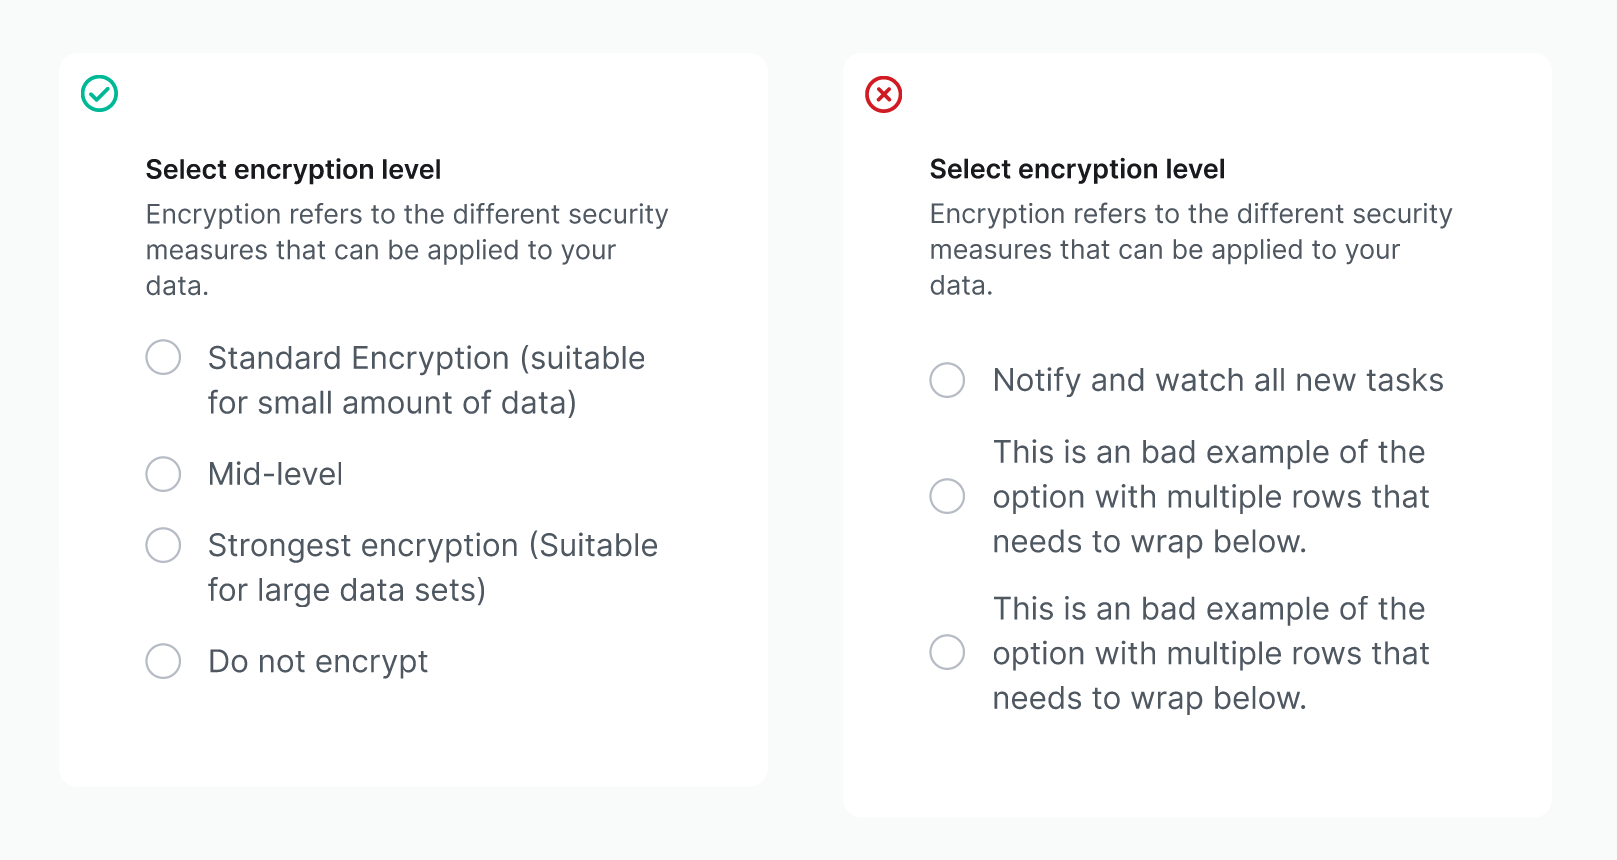 Select encryption level
Encryption refers to the different security
measures that can be applied to your
data.
Standard Encryption (suitable
for small amount of data)
Mid-level
Strongest encryption (Suitable
for large data sets)
Do not encrypt
Select encryption level
Encryption refers to the different security
measures that can be applied to your
data.
Notify and watch all new tasks
This is an bad example of the
option with multiple rows that
needs to wrap below.
This is an bad example of the
option with multiple rows that
needs to wrap below.